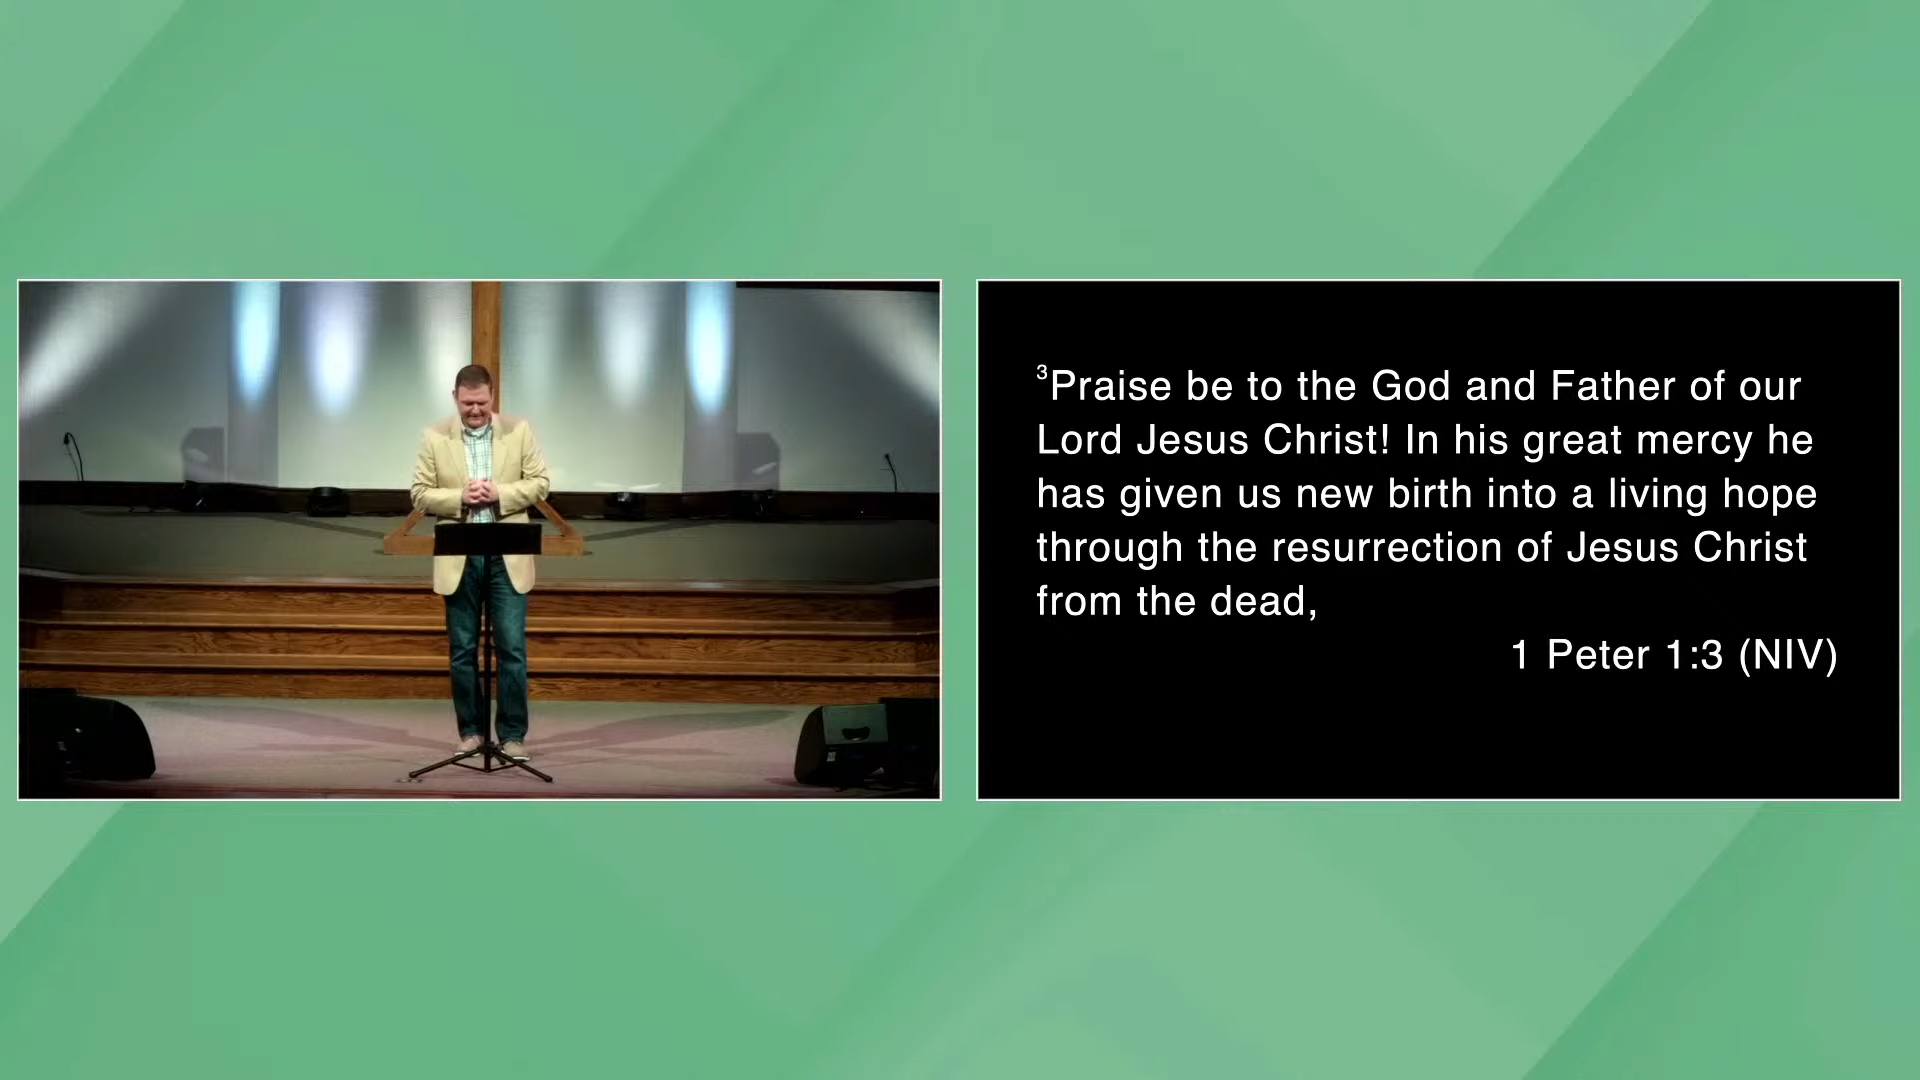 ³Praise be to the God and Father of our
Lord Jesus Christ! In his great mercy he
has given us new birth into a living hope
through the resurrection of Jesus Christ
from the dead,
1 Peter 1:3 (NIV)